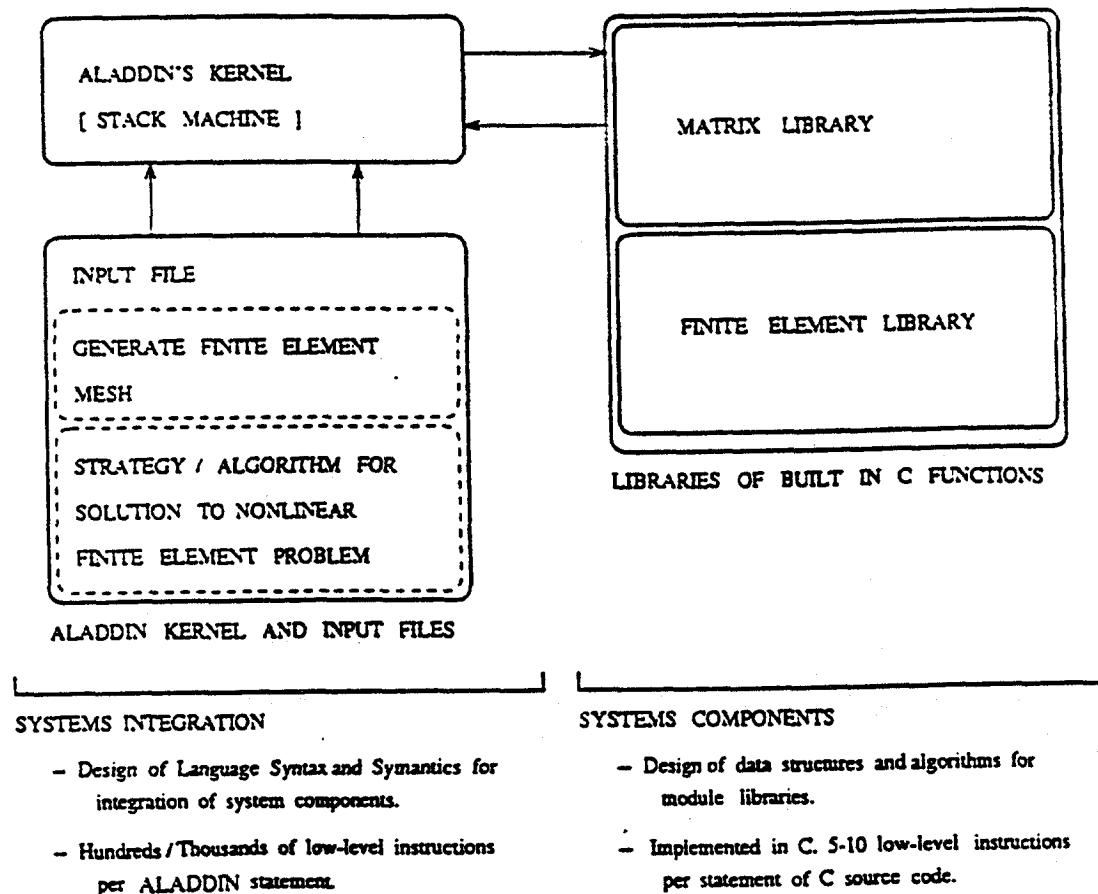 ALADDIN'S KERNEL
[ STACK MACHINE ]
MATRIX LIBRARY
FINITE ELEMENT LIBRARY
LIBRARIES OF BUILT IN C FUNCTIONS
INPUT FILE
GENERATE FINITE ELEMENT
MESH
STRATEGY / ALGORITHM FOR
SOLUTION TO NONLINEAR
FINITE ELEMENT PROBLEM
ALADDIN KERNEL AND INPUT FILES
SYSTEMS INTEGRATION
– Design of Language Syntax and Symantics for
integration of system components.
– Hundreds / Thousands of low-level instructions
per ALADDIN statement.
SYSTEMS COMPONENTS
– Design of data structures and algorithms for
module libraries.
– Implemented in C. 5-10 low-level instructions
per statement of C source code.